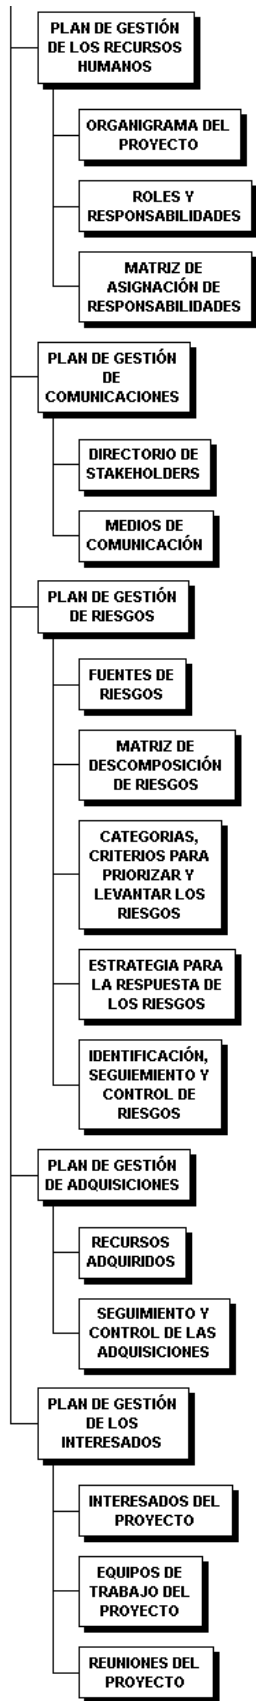 PLAN DE GESTIÓN
DE LOS RECURSOS
HUMANOS
ORGANIGRAMA DEL
PROYECTO
ROLES Y
RESPONSABILIDADES
MATRIZ DE
ASIGNACIÓN DE
RESPONSABILIDADES
PLAN DE GESTIÓN
DE
COMUNICACIONES
DIRECTORIO DE
STAKEHOLDERS
MEDIOS DE
COMUNICACIÓN
PLAN DE GESTIÓN
DE RIESGOS
FUENTES DE
RIESGOS
MATRIZ DE
DESCOMPOSICIÓN
DE RIESGOS
CATEGORIAS,
CRITERIOS PARA
PRIORIZAR Y
LEVANTAR LOS
RIESGOS
ESTRATEGIA PARA
LA RESPUESTA DE
LOS RIESGOS
IDENTIFICACIÓN,
SEGUIEMIENTO Y
CONTROL DE
RIESGOS
PLAN DE GESTIÓN
DE ADQUISICIONES
RECURSOS
ADQUIRIDOS
SEGUIMIENTO Y
CONTROL DE LAS
ADQUISICIONES
PLAN DE GESTIÓN
DE LOS
INTERESADOS
INTERESADOS DEL
PROYECTO
EQUIPOS DE
TRABAJO DEL
PROYECTO
REUNIONES DEL
PROYECTO